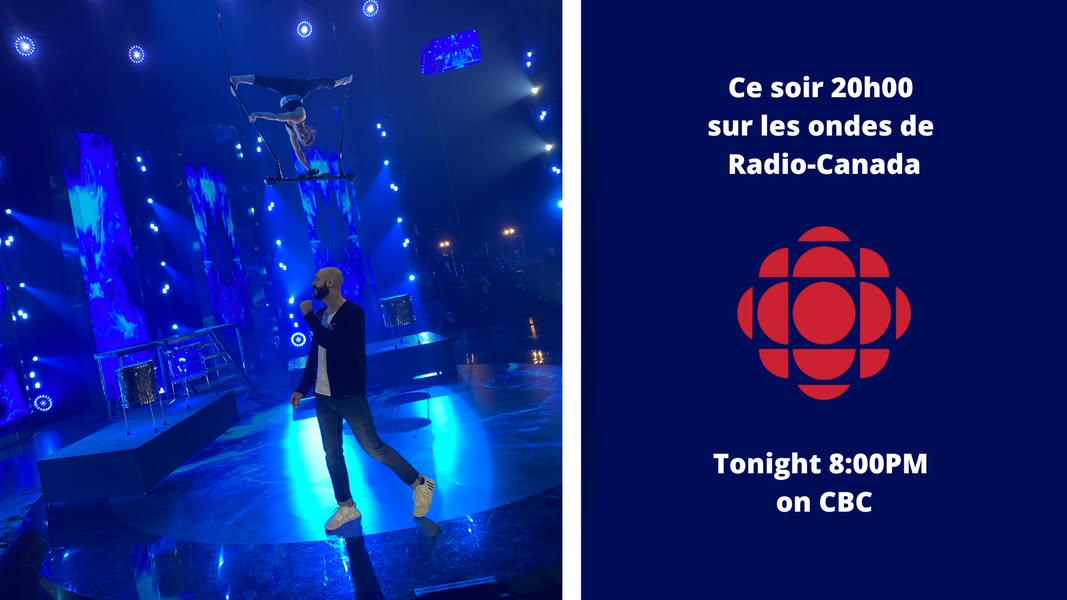 Ce soir 20h00
sur les ondes de
Radio-Canada
Tonight 8:00PM
on CBC